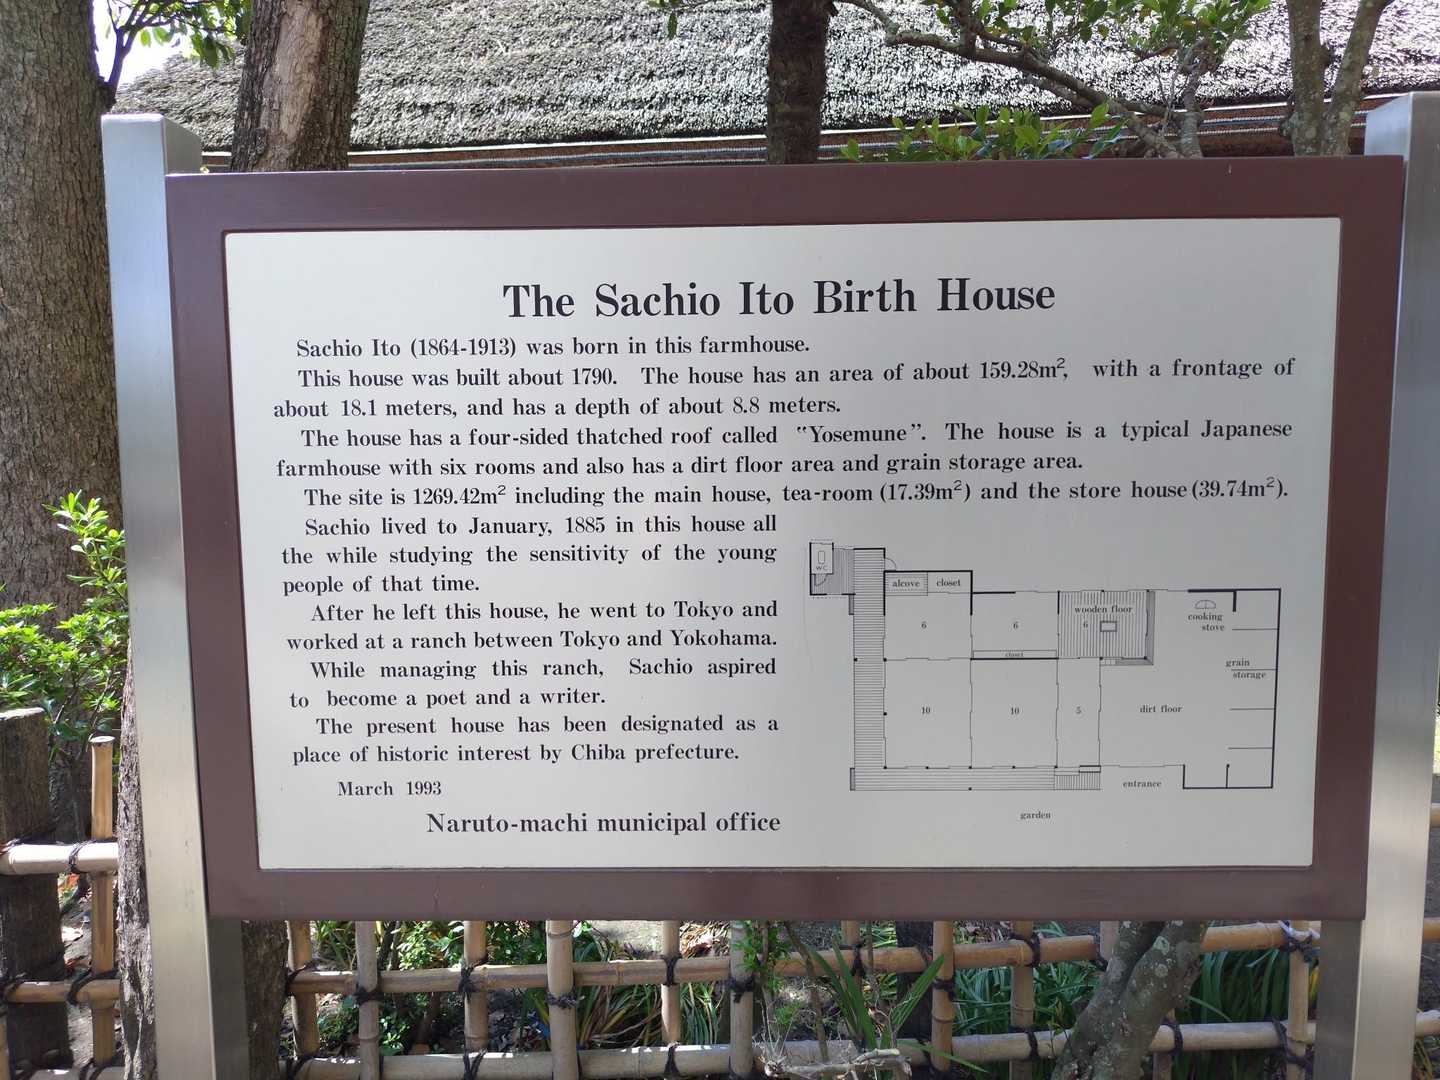 The Sachio Ito Birth House
Sachio Ito (1864-1913) was born in this farmhouse.
This house was built about 1790. The house has an area of about 159.28m², with a frontage of
about 18.1 meters, and has a depth of about 8.8 meters.
The house has a four-sided thatched roof called "Yosemune". The house is a typical Japanese
farmhouse with six rooms and also has a dirt floor area and grain storage area.
The site is 1269.42m² including the main house, tea-room (17.39m²) and the store house (39.74m²).
Sachio lived to January, 1885 in this house all
the while studying the sensitivity of the young
people of that time.
After he left this house, he went to Tokyo and
worked at a ranch between Tokyo and Yokohama.
While managing this ranch, Sachio aspired
to become a poet and a writer.
The present house has been designated as a
place of historic interest by Chiba prefecture.
March 1993
Naruto-machi municipal office
WC
alcove
closet
6
6
wooden floor
6
cooking
stove
closet
grain
storage
10
10
5
dirt floor
entrance
garden